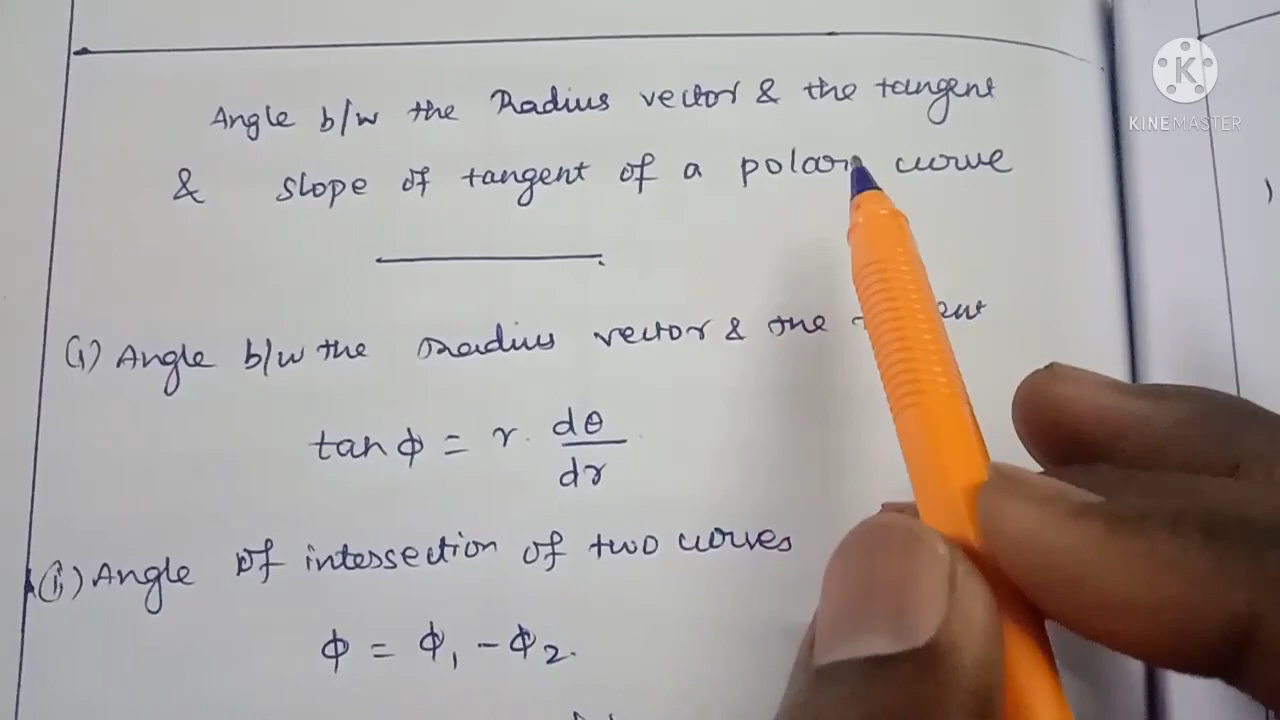 Angle b/w the Radius vector & the tangent
& slope of tangent of a polar curve
(i) Angle b/w the radius vector & the
tan ϕ = r. dθ/dr
(ii) Angle of intessection of two curves
ϕ = ϕ₁ - ϕ₂.
K
KINEMASTER